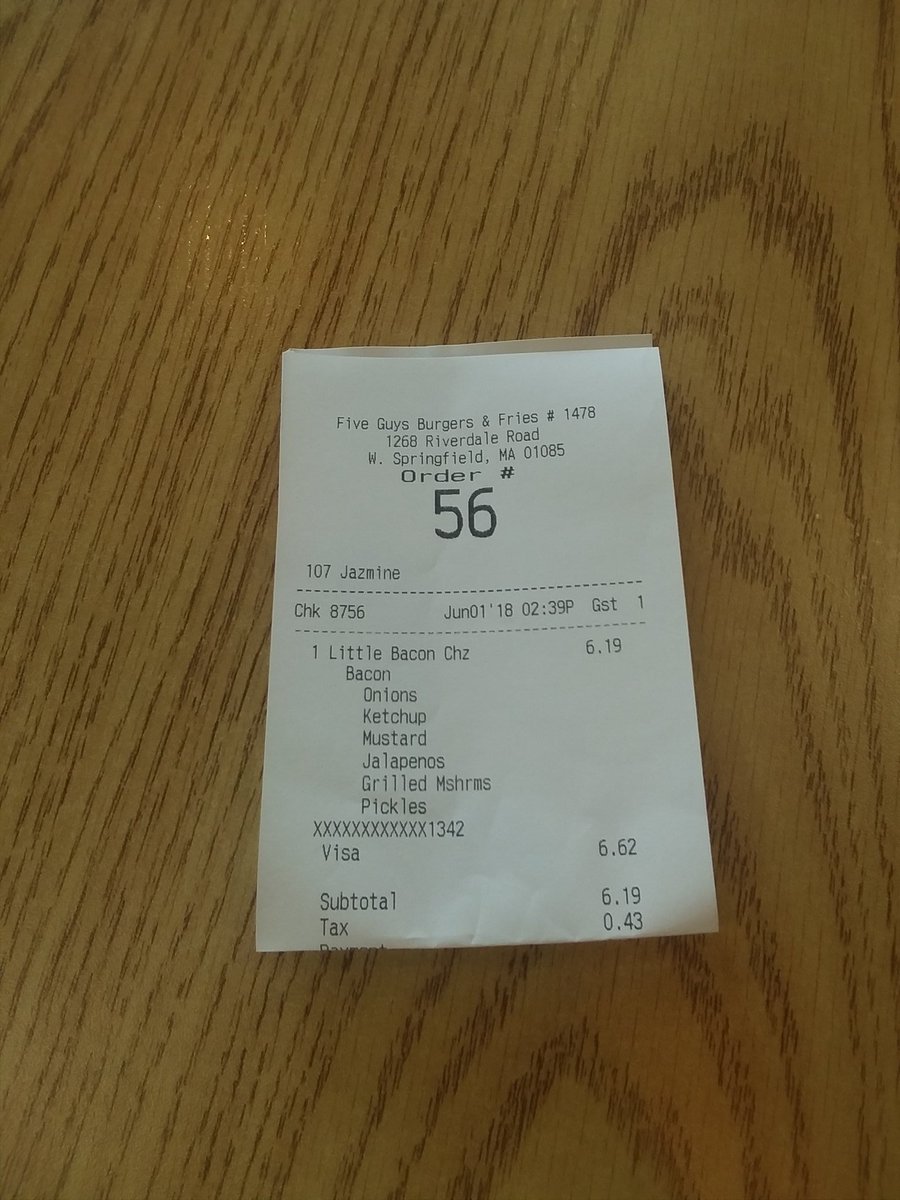 Five Guys Burgers & Fries # 1478
1268 Riverdale Road
W. Springfield, MA 01085
Order #
56
107 Jazmine
Chk 8756 Jun01'18 02:39P Gst 1
1 Little Bacon Chz 6.19
Bacon
Onions
Ketchup
Mustard
Jalapenos
Grilled Mshrms
Pickles
XXXXXXXXXXXX1342
Visa 6.62
Subtotal 6.19
Tax 0.43
Payment